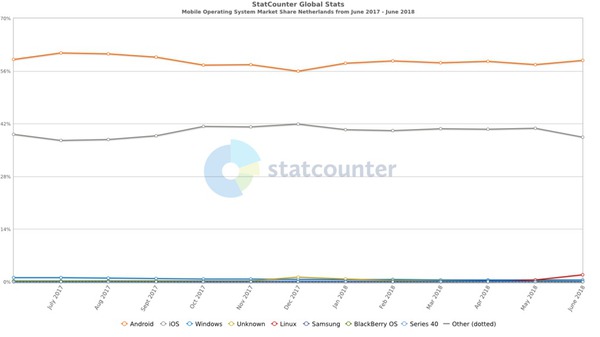 StatCounter Global Stats
Mobile Operating System Market Share Netherlands from June 2017 - June 2018
70%
56%
42%
28%
14%
0%
statcounter
July 2017 Aug 2017 Sept 2017 Oct 2017 Nov 2017 Dec 2017 Jan 2018 Feb 2018 Mar 2018 Apr 2018 May 2018 June 2018
Android iOS Windows Unknown Linux Samsung BlackBerry OS Series 40 Other (dotted)